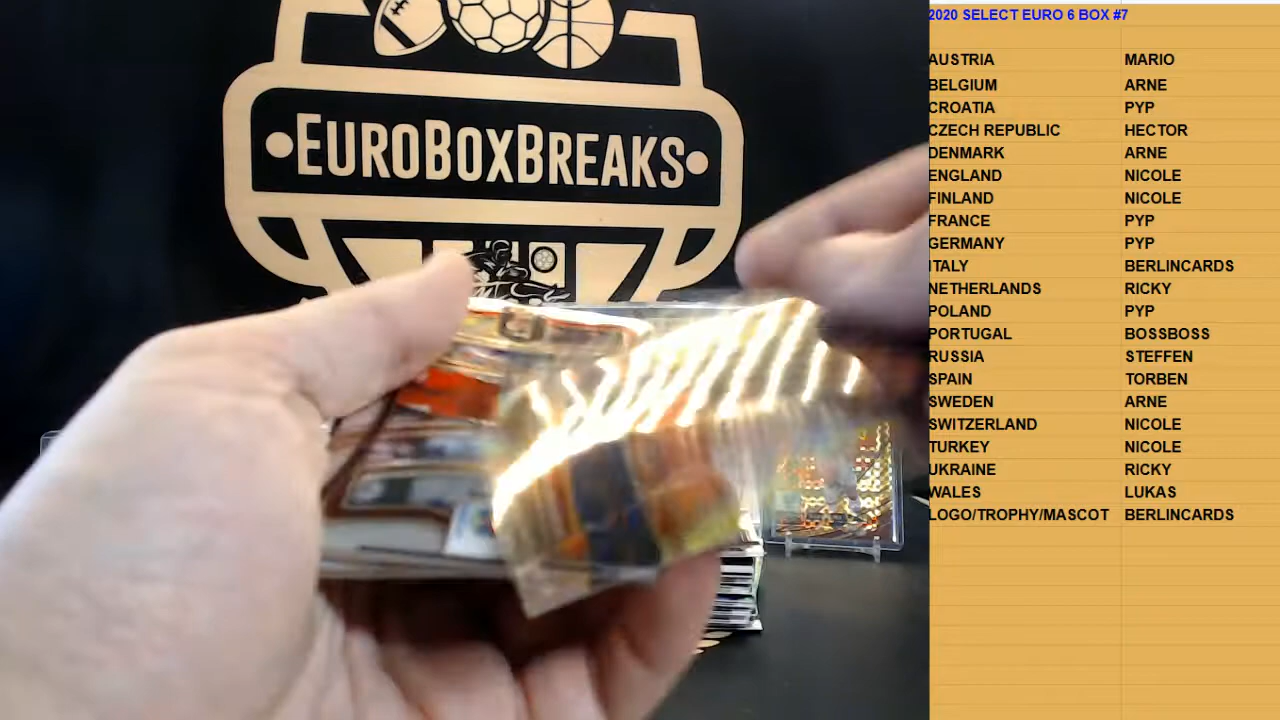 EUROBOXBREAKS
2020 SELECT EURO 6 BOX #7
AUSTRIA MARIO
BELGIUM ARNE
CROATIA PYP
CZECH REPUBLIC HECTOR
DENMARK ARNE
ENGLAND NICOLE
FINLAND NICOLE
FRANCE PYP
GERMANY PYP
ITALY BERLINCARDS
NETHERLANDS RICKY
POLAND PYP
PORTUGAL BOSSBOSS
RUSSIA STEFFEN
SPAIN TORBEN
SWEDEN ARNE
SWITZERLAND NICOLE
TURKEY NICOLE
UKRAINE RICKY
WALES LUKAS
LOGO/TROPHY/MASCOT BERLINCARDS